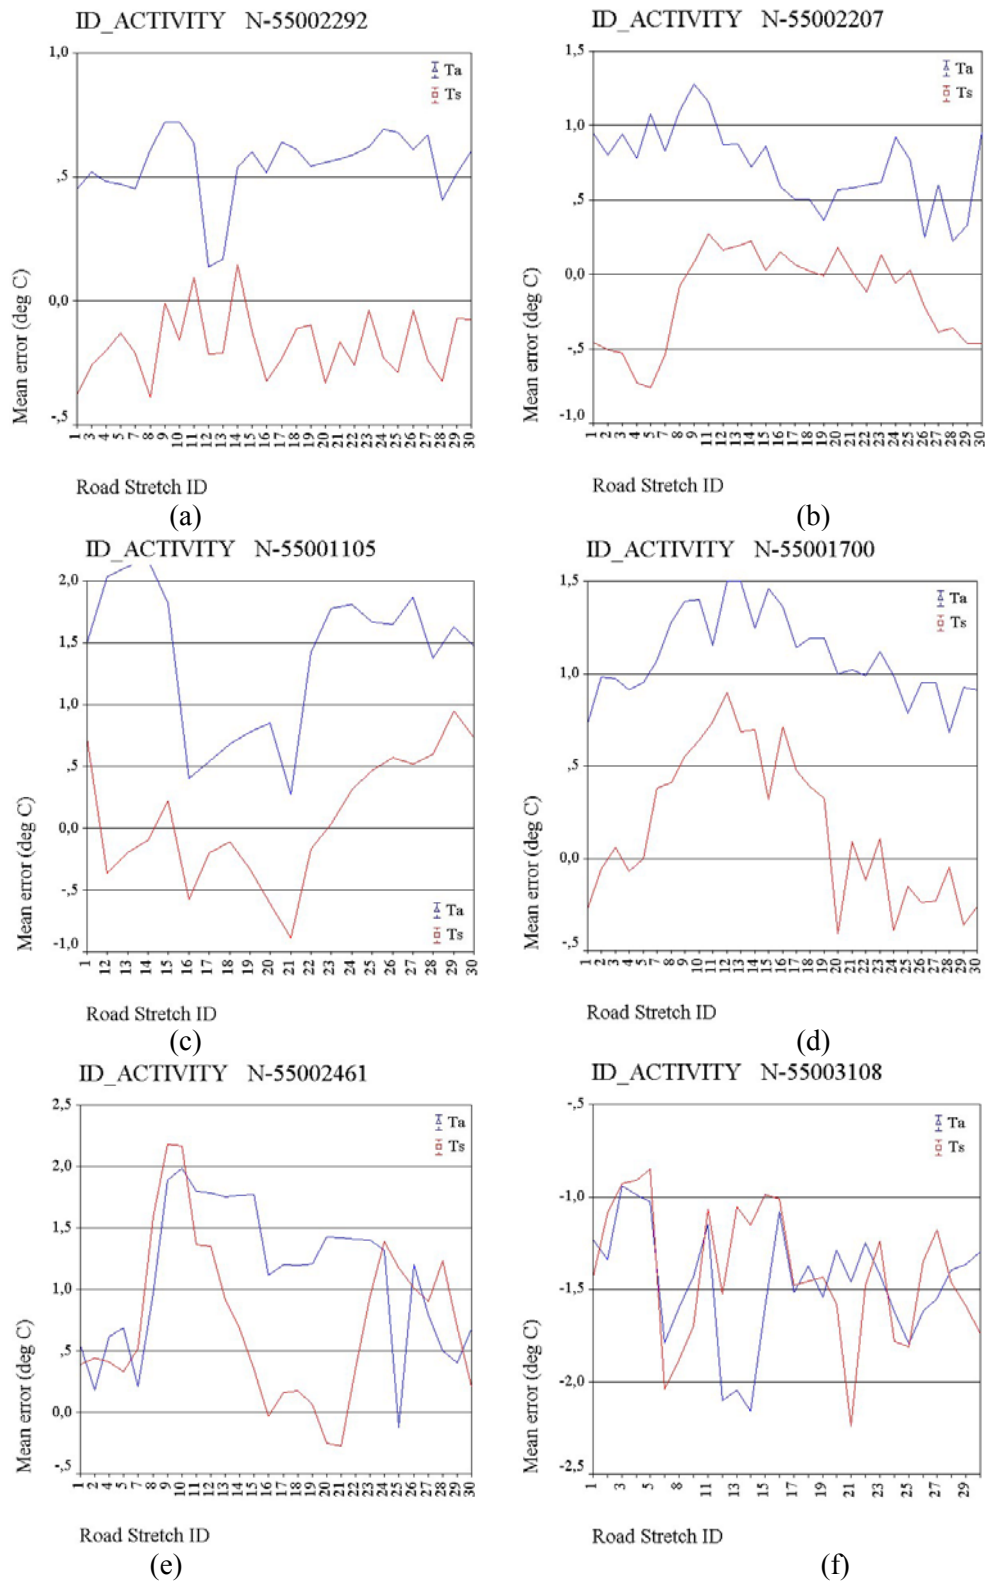 ID_ACTIVITY N-55002292
1,0
,5
0,0
-,5
Ta
Ts
Mean error (deg C)
1 3 4 5 7 8 9 10 11 12 13 14 15 16 17 18 19 20 21 22 23 24 25 26 27 28 29 30
Road Stretch ID
(a)
ID_ACTIVITY N-55002207
1,5
1,0
,5
0,0
-,5
-1,0
Ta
Ts
Mean error (deg C)
1 2 3 4 5 7 8 9 11 12 13 14 15 16 17 18 19 20 21 22 23 24 25 26 27 28 29 30
Road Stretch ID
(b)
ID_ACTIVITY N-55001105
2,0
1,5
1,0
,5
0,0
-,5
-1,0
Ta
Ts
Mean error (deg C)
1 12 13 14 15 16 17 18 19 20 21 22 23 24 25 26 27 28 29 30
Road Stretch ID
(c)
ID_ACTIVITY N-55001700
1,5
1,0
,5
0,0
-,5
Ta
Ts
Mean error (deg C)
1 2 3 4 5 7 8 9 10 11 12 13 14 15 16 17 18 19 20 21 22 23 24 25 26 27 28 29 30
Road Stretch ID
(d)
ID_ACTIVITY N-55002461
2,5
2,0
1,5
1,0
,5
0,0
-,5
Ta
Ts
Mean error (deg C)
1 2 4 5 7 8 9 10 11 12 13 14 15 16 17 18 19 20 21 22 23 24 25 26 27 28 29 30
Road Stretch ID
(e)
ID_ACTIVITY N-55003108
-,5
-1,0
-1,5
-2,0
-2,5
Ta
Ts
Mean error (deg C)
1 3 5 7 9 11 13 15 17 19 21 23 25 27 29
Road Stretch ID
(f)